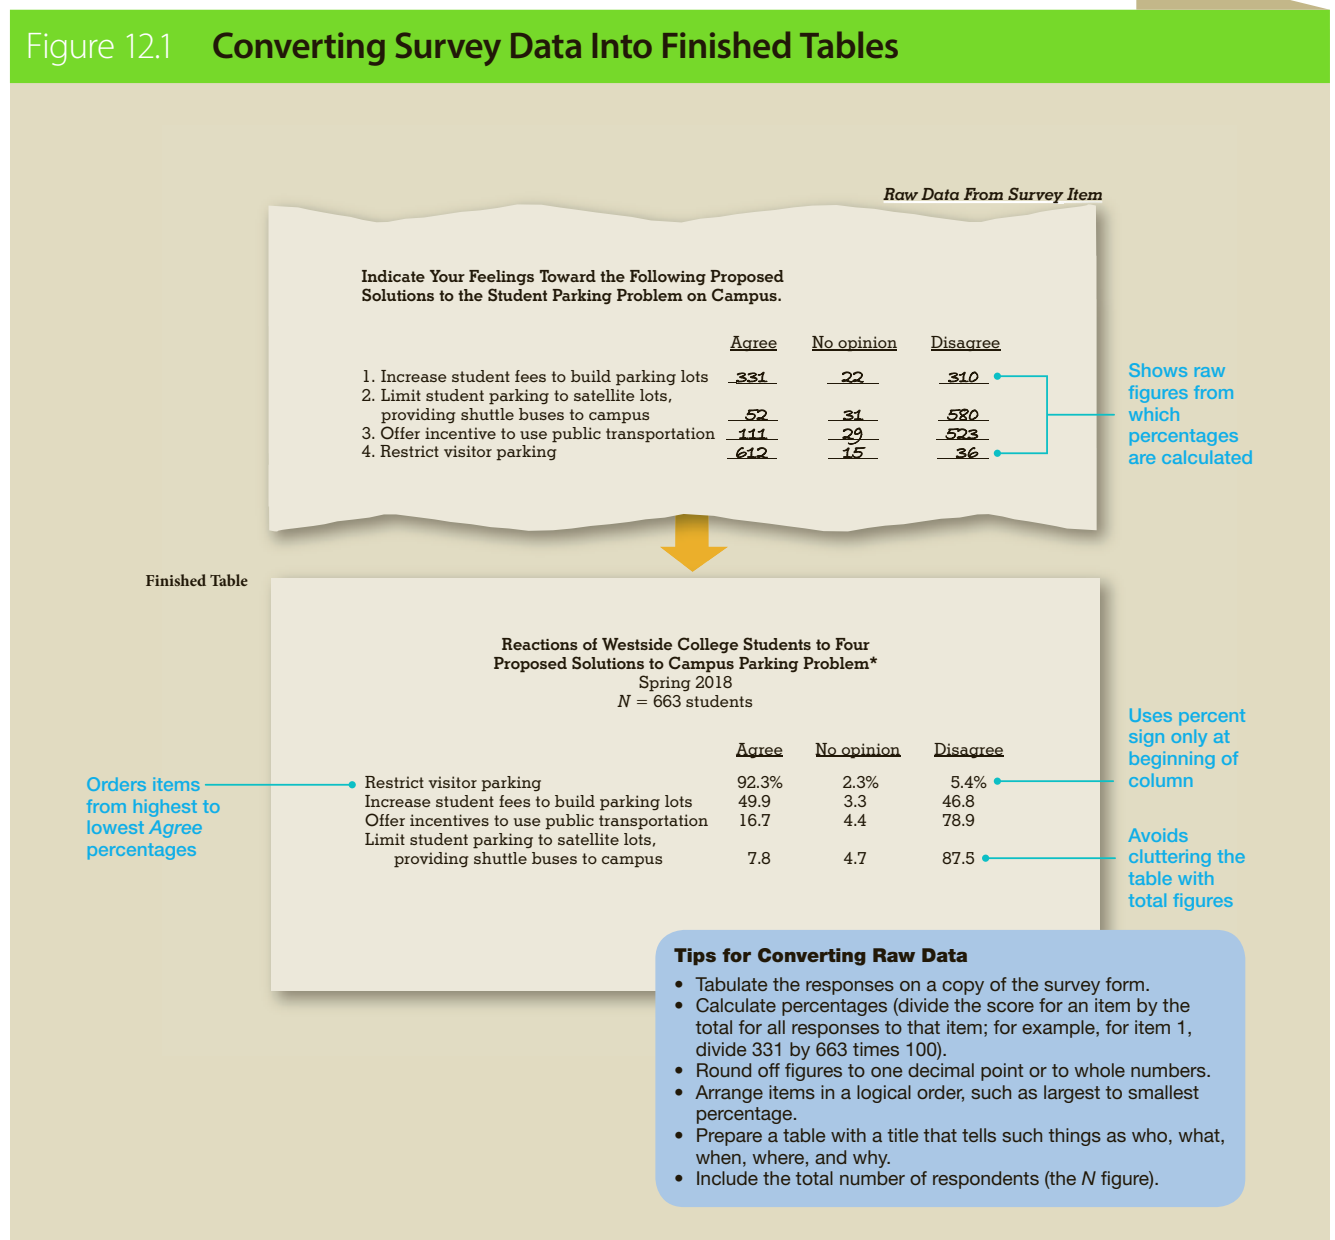 Figure 12.1 Converting Survey Data Into Finished Tables
Raw Data From Survey Item
Indicate Your Feelings Toward the Following Proposed
Solutions to the Student Parking Problem on Campus.
Agree No opinion Disagree
1. Increase student fees to build parking lots 331 22 310
2. Limit student parking to satellite lots,
providing shuttle buses to campus 52 31 580
3. Offer incentive to use public transportation 111 29 523
4. Restrict visitor parking 612 15 36
Shows raw
figures from
which
percentages
are calculated
Finished Table
Reactions of Westside College Students to Four
Proposed Solutions to Campus Parking Problem*
Spring 2018
N = 663 students
Agree No opinion Disagree
Restrict visitor parking 92.3% 2.3% 5.4%
Increase student fees to build parking lots 49.9 3.3 46.8
Offer incentives to use public transportation 16.7 4.4 78.9
Limit student parking to satellite lots,
providing shuttle buses to campus 7.8 4.7 87.5
Orders items
from highest to
lowest Agree
percentages
Uses percent
sign only at
beginning of
column
Avoids
cluttering the
table with
total figures
Tips for Converting Raw Data
• Tabulate the responses on a copy of the survey form.
• Calculate percentages (divide the score for an item by the
total for all responses to that item; for example, for item 1,
divide 331 by 663 times 100).
• Round off figures to one decimal point or to whole numbers.
• Arrange items in a logical order, such as largest to smallest
percentage.
• Prepare a table with a title that tells such things as who, what,
when, where, and why.
• Include the total number of respondents (the N figure).